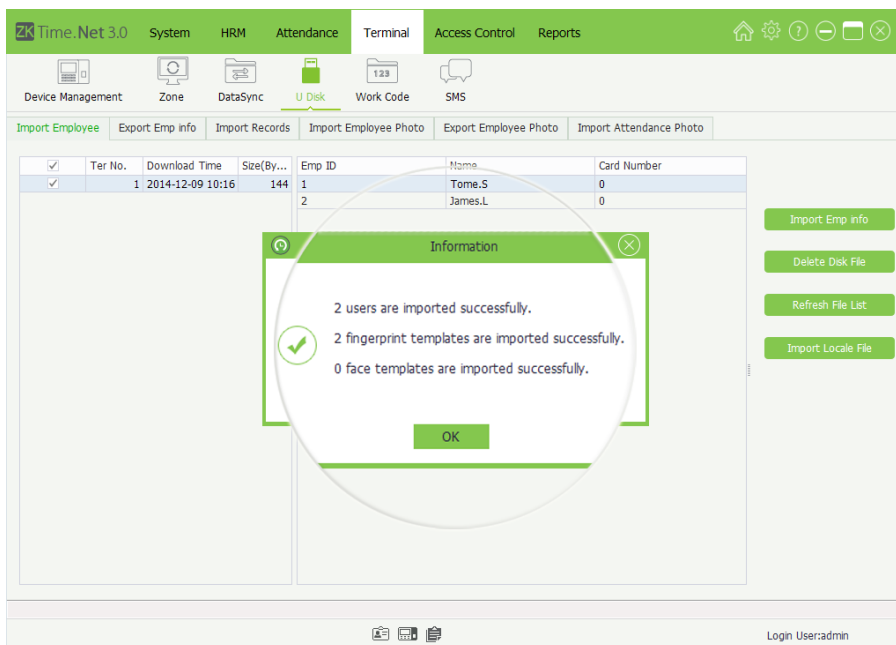 ZK Time.Net 3.0 System HRM Attendance Terminal Access Control Reports
123
Device Management Zone DataSync U Disk Work Code SMS
Import Employee Export Emp info Import Records Import Employee Photo Export Employee Photo Import Attendance Photo
Ter No. Download Time Size(By... Emp ID Name Card Number
1 2014-12-09 10:16 144 1 Tome.S 0
2 James.L 0
Import Emp info
Information
Delete Disk File
2 users are imported successfully.
Refresh File List
2 fingerprint templates are imported successfully.
Import Locale File
0 face templates are imported successfully.
OK
Login User:admin